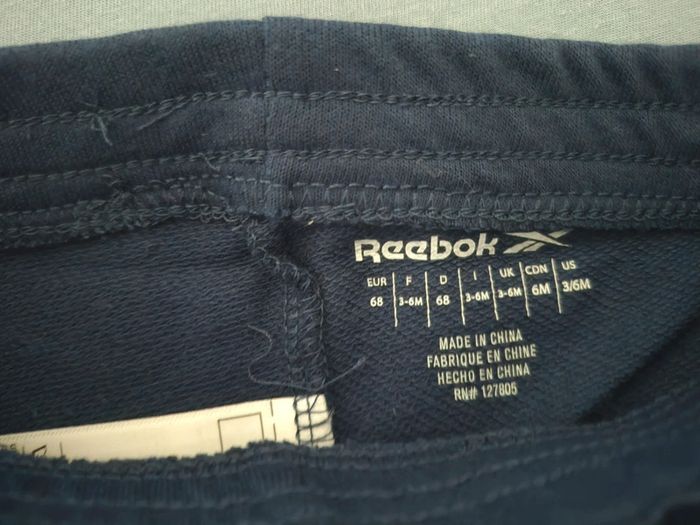 Reebok
EUR F D I UK CDN US
68 3-6M 68 3-6M 3-6M 6M 3/6M
MADE IN CHINA
FABRIQUE EN CHINE
HECHO EN CHINA
RN# 127805